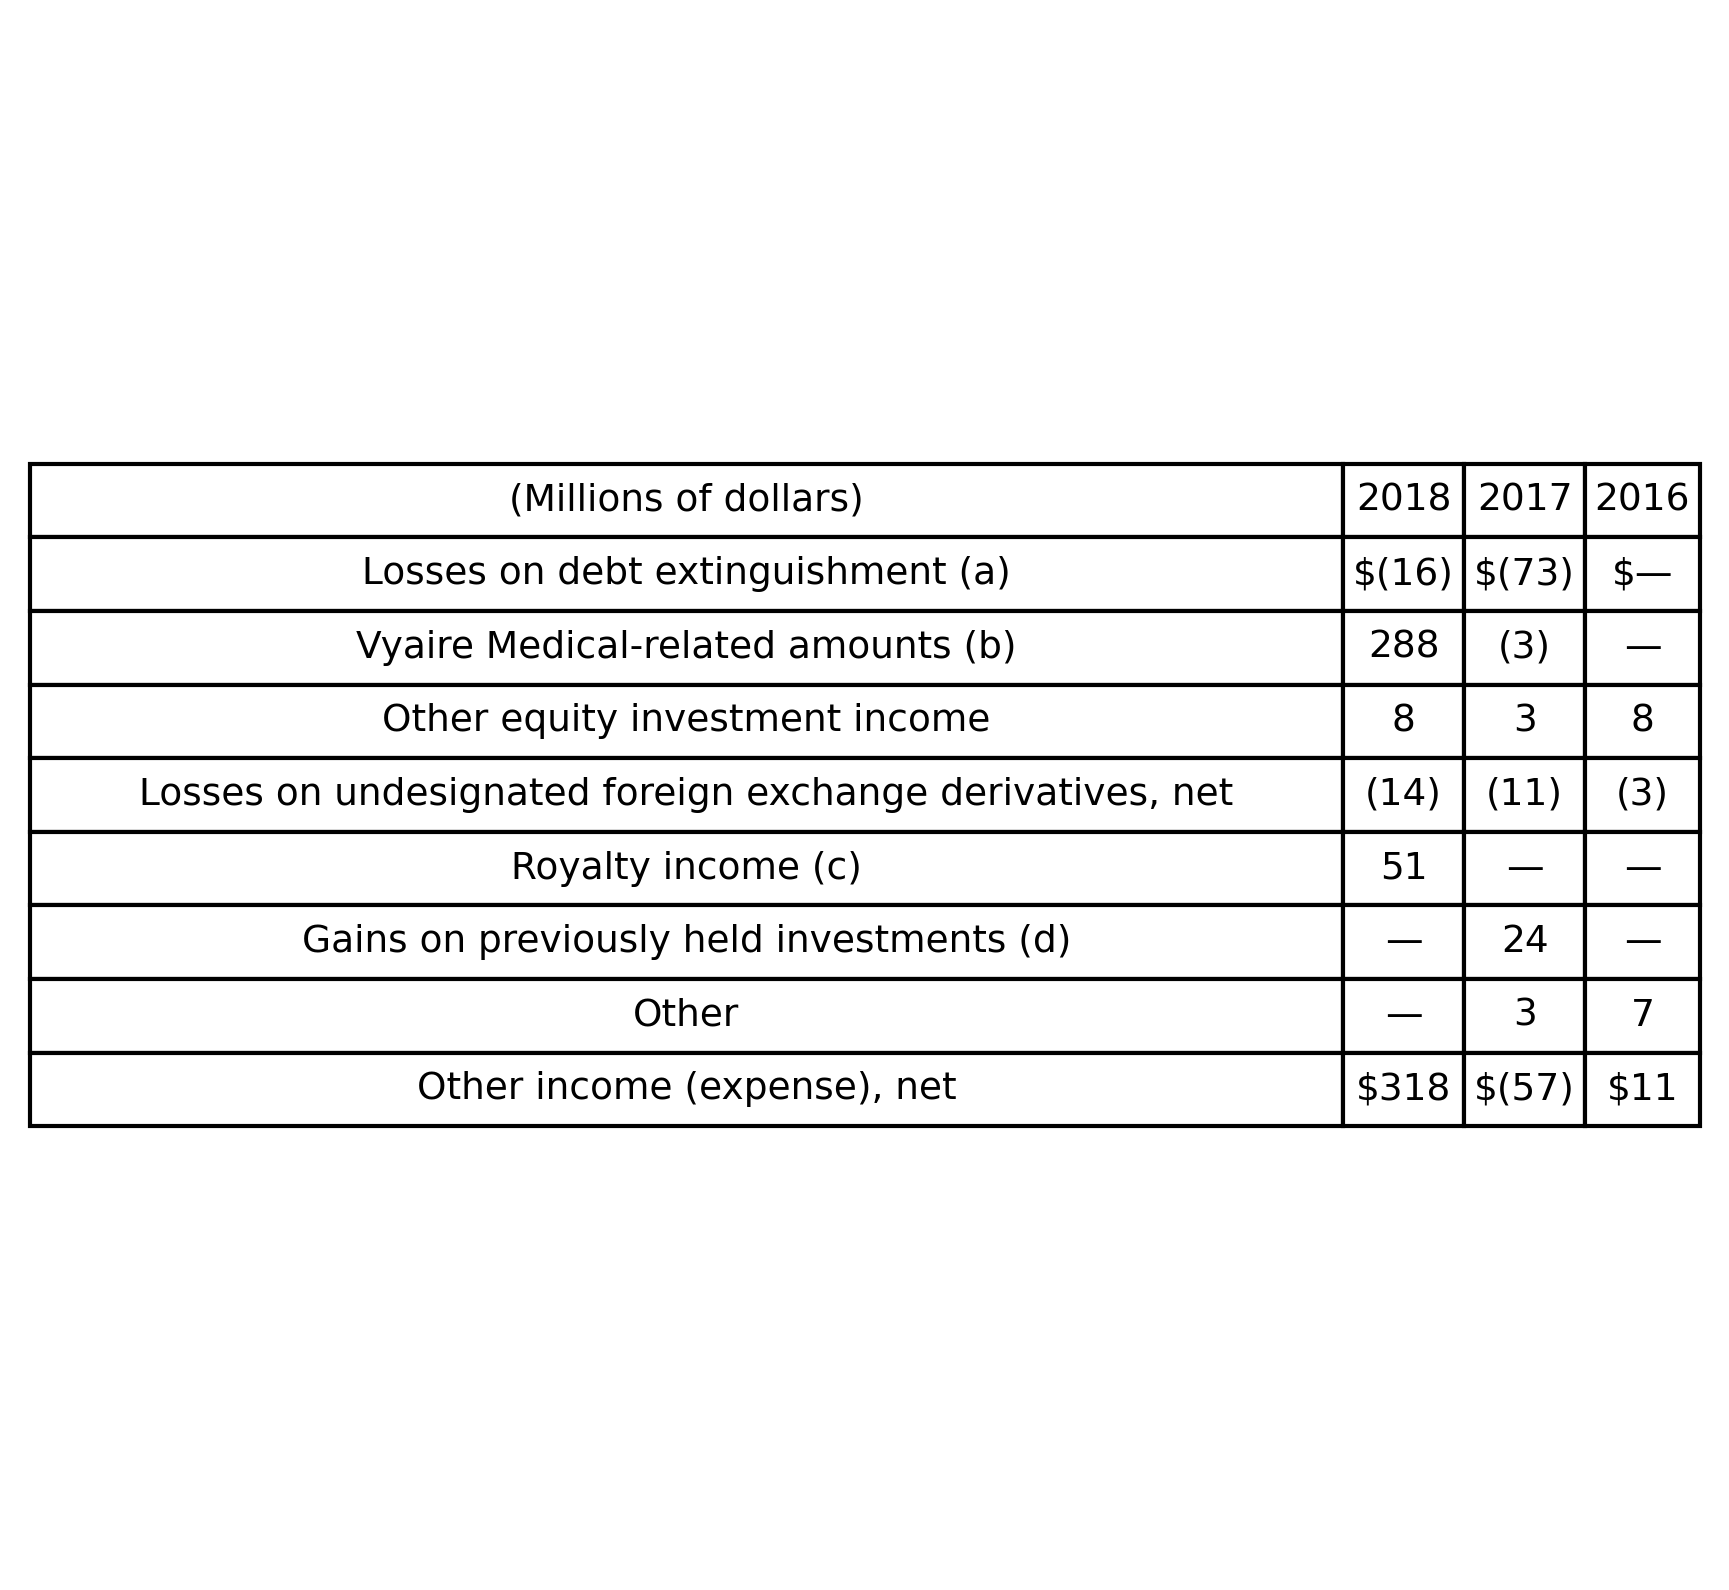 (Millions of dollars) 2018 2017 2016
Losses on debt extinguishment (a) $(16) $(73) $—
Vyaire Medical-related amounts (b) 288 (3) —
Other equity investment income 8 3 8
Losses on undesignated foreign exchange derivatives, net (14) (11) (3)
Royalty income (c) 51 — —
Gains on previously held investments (d) — 24 —
Other — 3 7
Other income (expense), net $318 $(57) $11